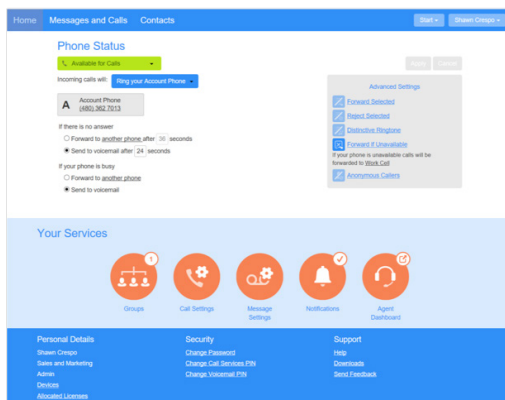 Home Messages and Calls Contacts Start Shawn Crespo
Phone Status
Available for Calls
Apply Cancel
Incoming calls will: Ring your Account Phone
A Account Phone
(480) 362 7013
If there is no answer
Forward to another phone after 36 seconds
Send to voicemail after 24 seconds
If your phone is busy
Forward to another phone
Send to voicemail
Advanced Settings
Forward Selected
Reject Selected
Distinctive Ringtone
Forward if Unavailable
If your phone is unavailable calls will be
forwarded to Work Cell
Anonymous Callers
Your Services
1
Groups
Call Settings
Message
Settings
Notifications
Agent
Dashboard
Personal Details
Shawn Crespo
Sales and Marketing
Admin
Devices
Allocated Licenses
Security
Change Password
Change Call Services PIN
Change Voicemail PIN
Support
Help
Downloads
Send Feedback